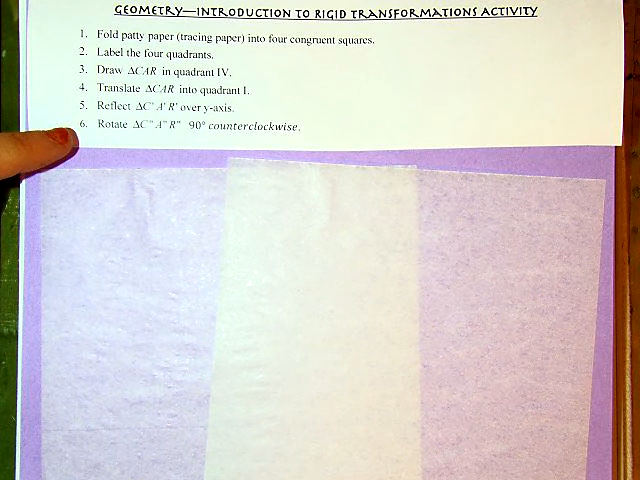 GEOMETRY—INTRODUCTION TO RIGID TRANSFORMATIONS ACTIVITY
1. Fold patty paper (tracing paper) into four congruent squares.
2. Label the four quadrants.
3. Draw ΔCAR in quadrant IV.
4. Translate ΔCAR into quadrant I.
5. Reflect ΔC'A'R' over y-axis.
6. Rotate ΔC"A"R" 90° counterclockwise.